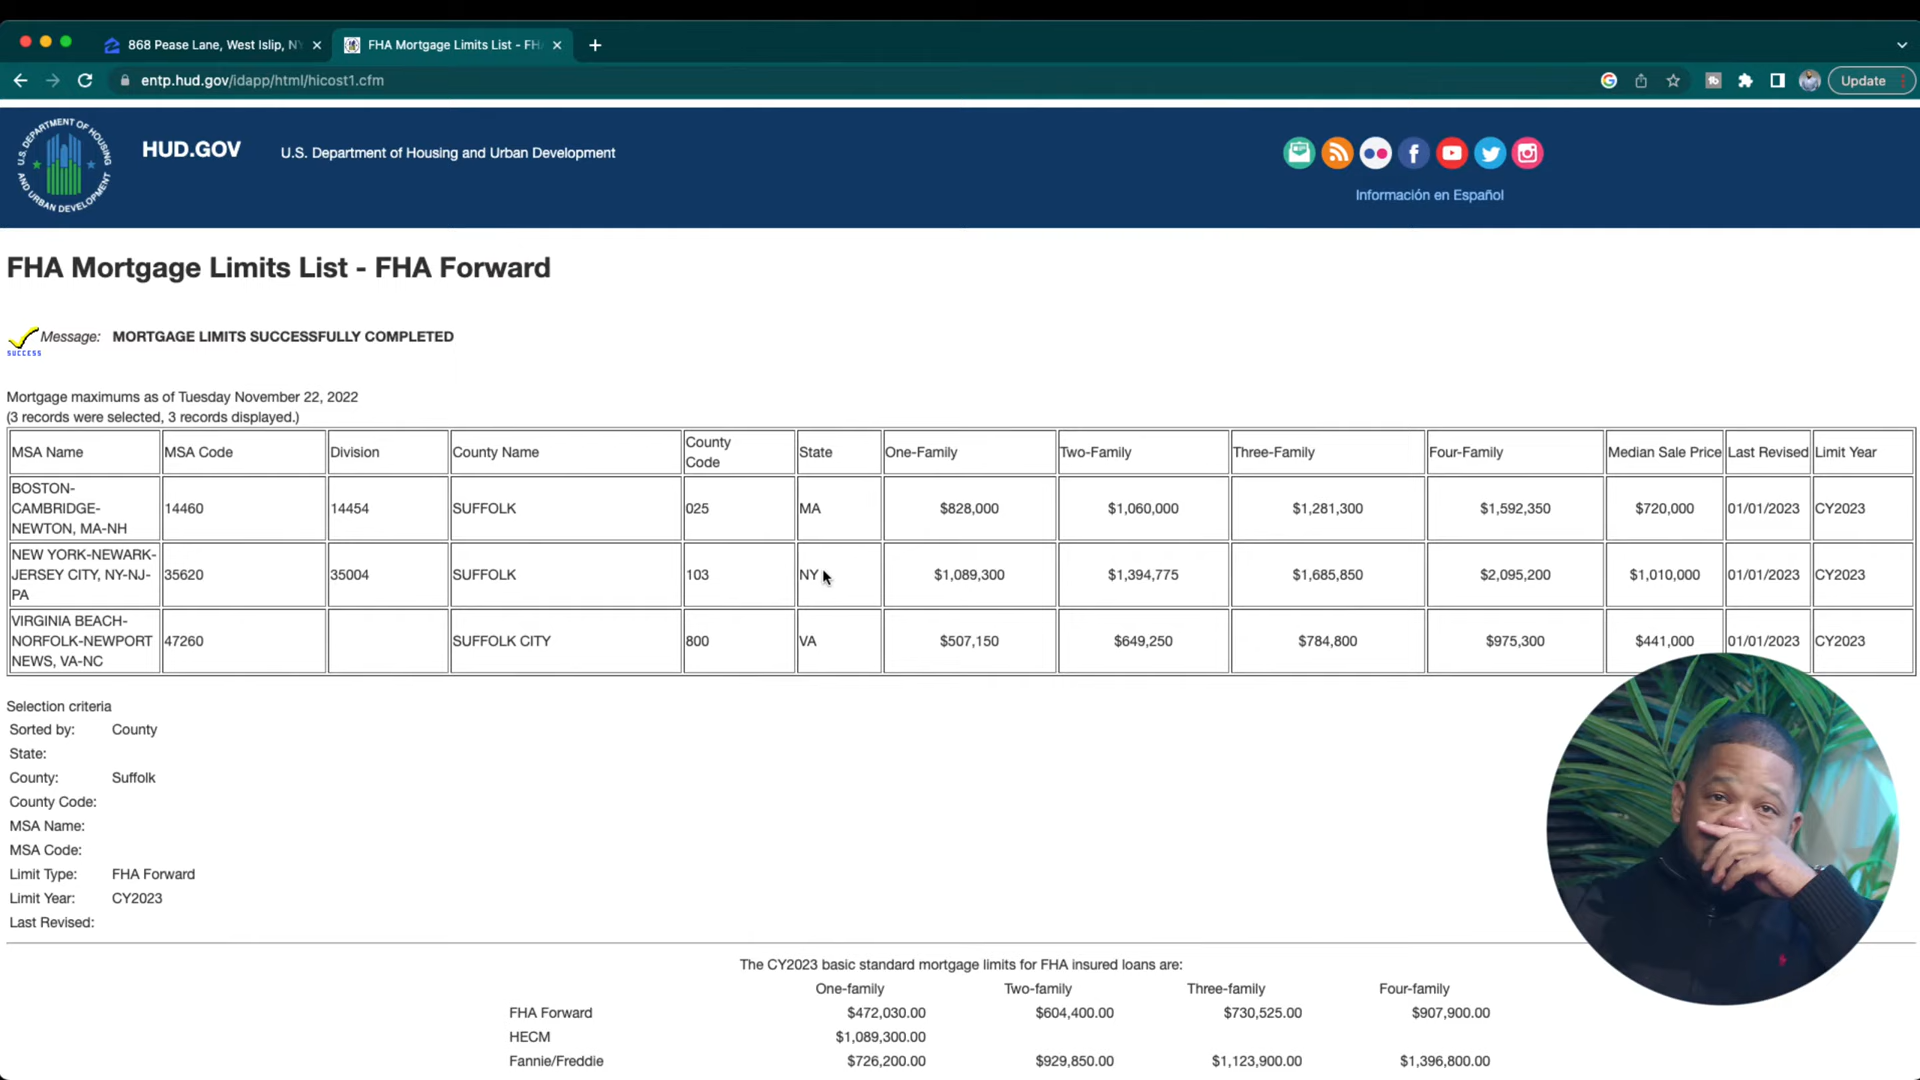 868 Pease Lane, West Islip, NY
FHA Mortgage Limits List - FH
entp.hud.gov/idapp/html/hicost1.cfm
Update
U.S. DEPARTMENT OF HOUSING AND URBAN DEVELOPMENT
HUD.GOV U.S. Department of Housing and Urban Development
Información en Español
FHA Mortgage Limits List - FHA Forward
SUCCESS
Message: MORTGAGE LIMITS SUCCESSFULLY COMPLETED
Mortgage maximums as of Tuesday November 22, 2022
(3 records were selected, 3 records displayed.)
MSA Name MSA Code Division County Name County Code State One-Family Two-Family Three-Family Four-Family Median Sale Price Last Revised Limit Year
BOSTON-CAMBRIDGE-NEWTON, MA-NH 14460 14454 SUFFOLK 025 MA $828,000 $1,060,000 $1,281,300 $1,592,350 $720,000 01/01/2023 CY2023
NEW YORK-NEWARK-JERSEY CITY, NY-NJ-PA 35620 35004 SUFFOLK 103 NY $1,089,300 $1,394,775 $1,685,850 $2,095,200 $1,010,000 01/01/2023 CY2023
VIRGINIA BEACH-NORFOLK-NEWPORT NEWS, VA-NC 47260 SUFFOLK CITY 800 VA $507,150 $649,250 $784,800 $975,300 $441,000 01/01/2023 CY2023
Selection criteria
Sorted by: County
State:
County: Suffolk
County Code:
MSA Name:
MSA Code:
Limit Type: FHA Forward
Limit Year: CY2023
Last Revised:
The CY2023 basic standard mortgage limits for FHA insured loans are:
One-family Two-family Three-family Four-family
FHA Forward $472,030.00 $604,400.00 $730,525.00 $907,900.00
HECM $1,089,300.00
Fannie/Freddie $726,200.00 $929,850.00 $1,123,900.00 $1,396,800.00